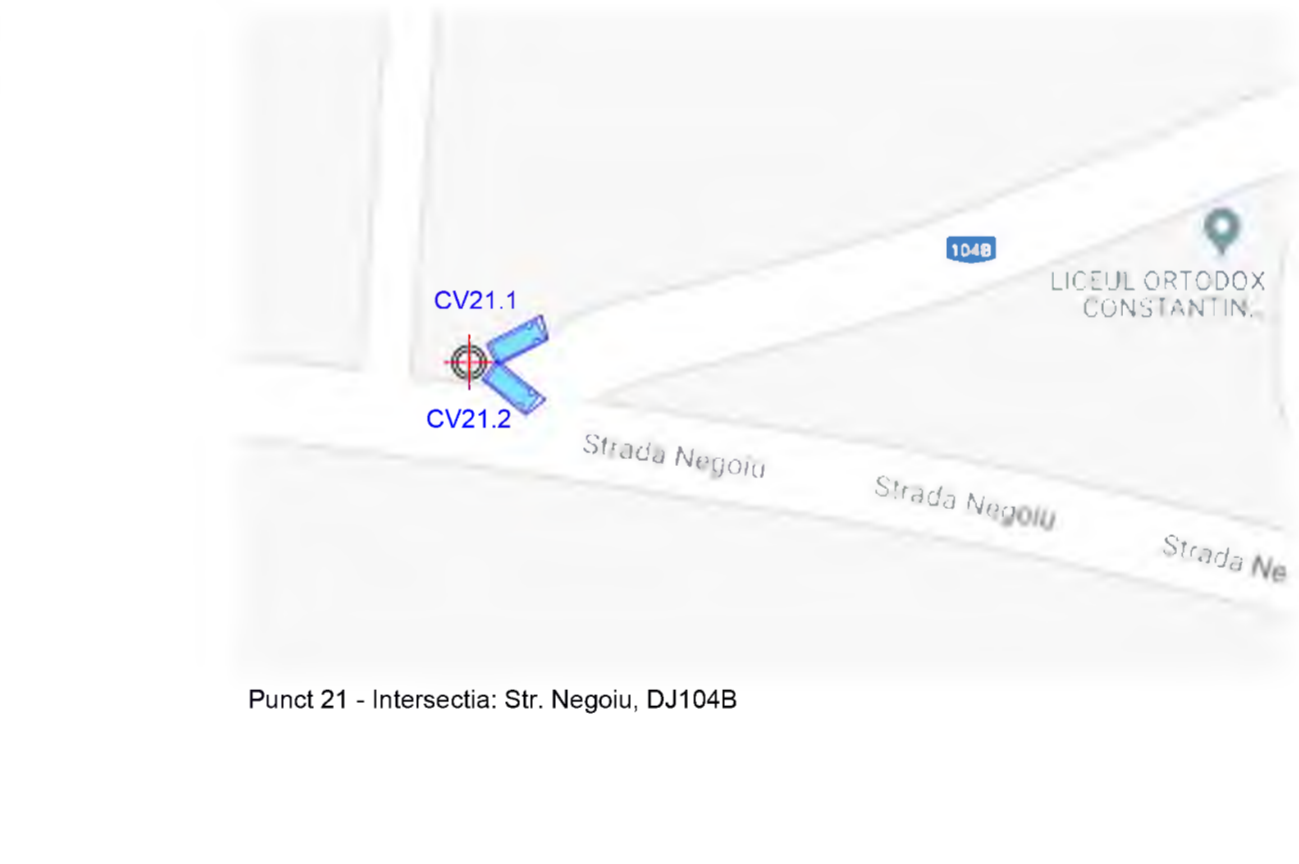 104B
LICEUL ORTODOX
CONSTANTIN...
CV21.1
CV21.2
Strada Negoiu
Strada Negoiu
Strada Ne
Punct 21 - Intersectia: Str. Negoiu, DJ104B